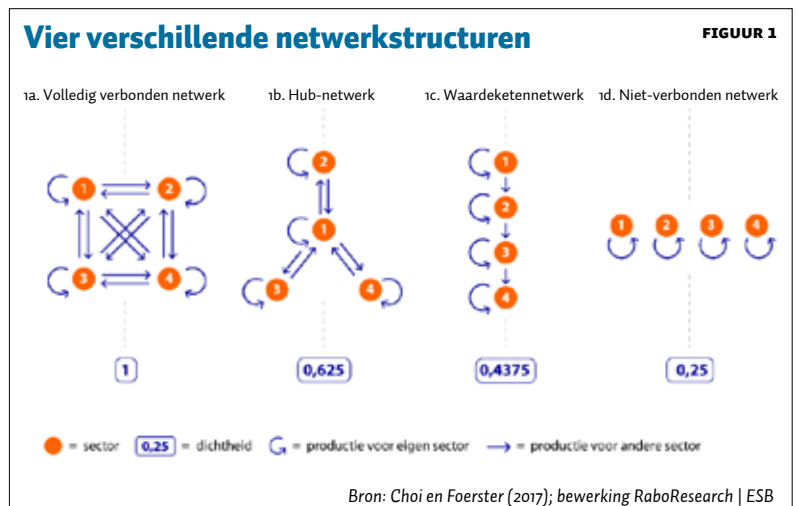 Vier verschillende netwerkstructuren
FIGUUR 1
1a. Volledig verbonden netwerk
1b. Hub-netwerk
1c. Waardeketennetwerk
1d. Niet-verbonden netwerk
1 2
3 4
2
1
3 4
1
2
3
4
1 2 3 4
1
0,625
0,4375
0,25
= sector 0,25 = dichtheid = productie voor eigen sector = productie voor andere sector
Bron: Choi en Foerster (2017); bewerking RaboResearch | ESB